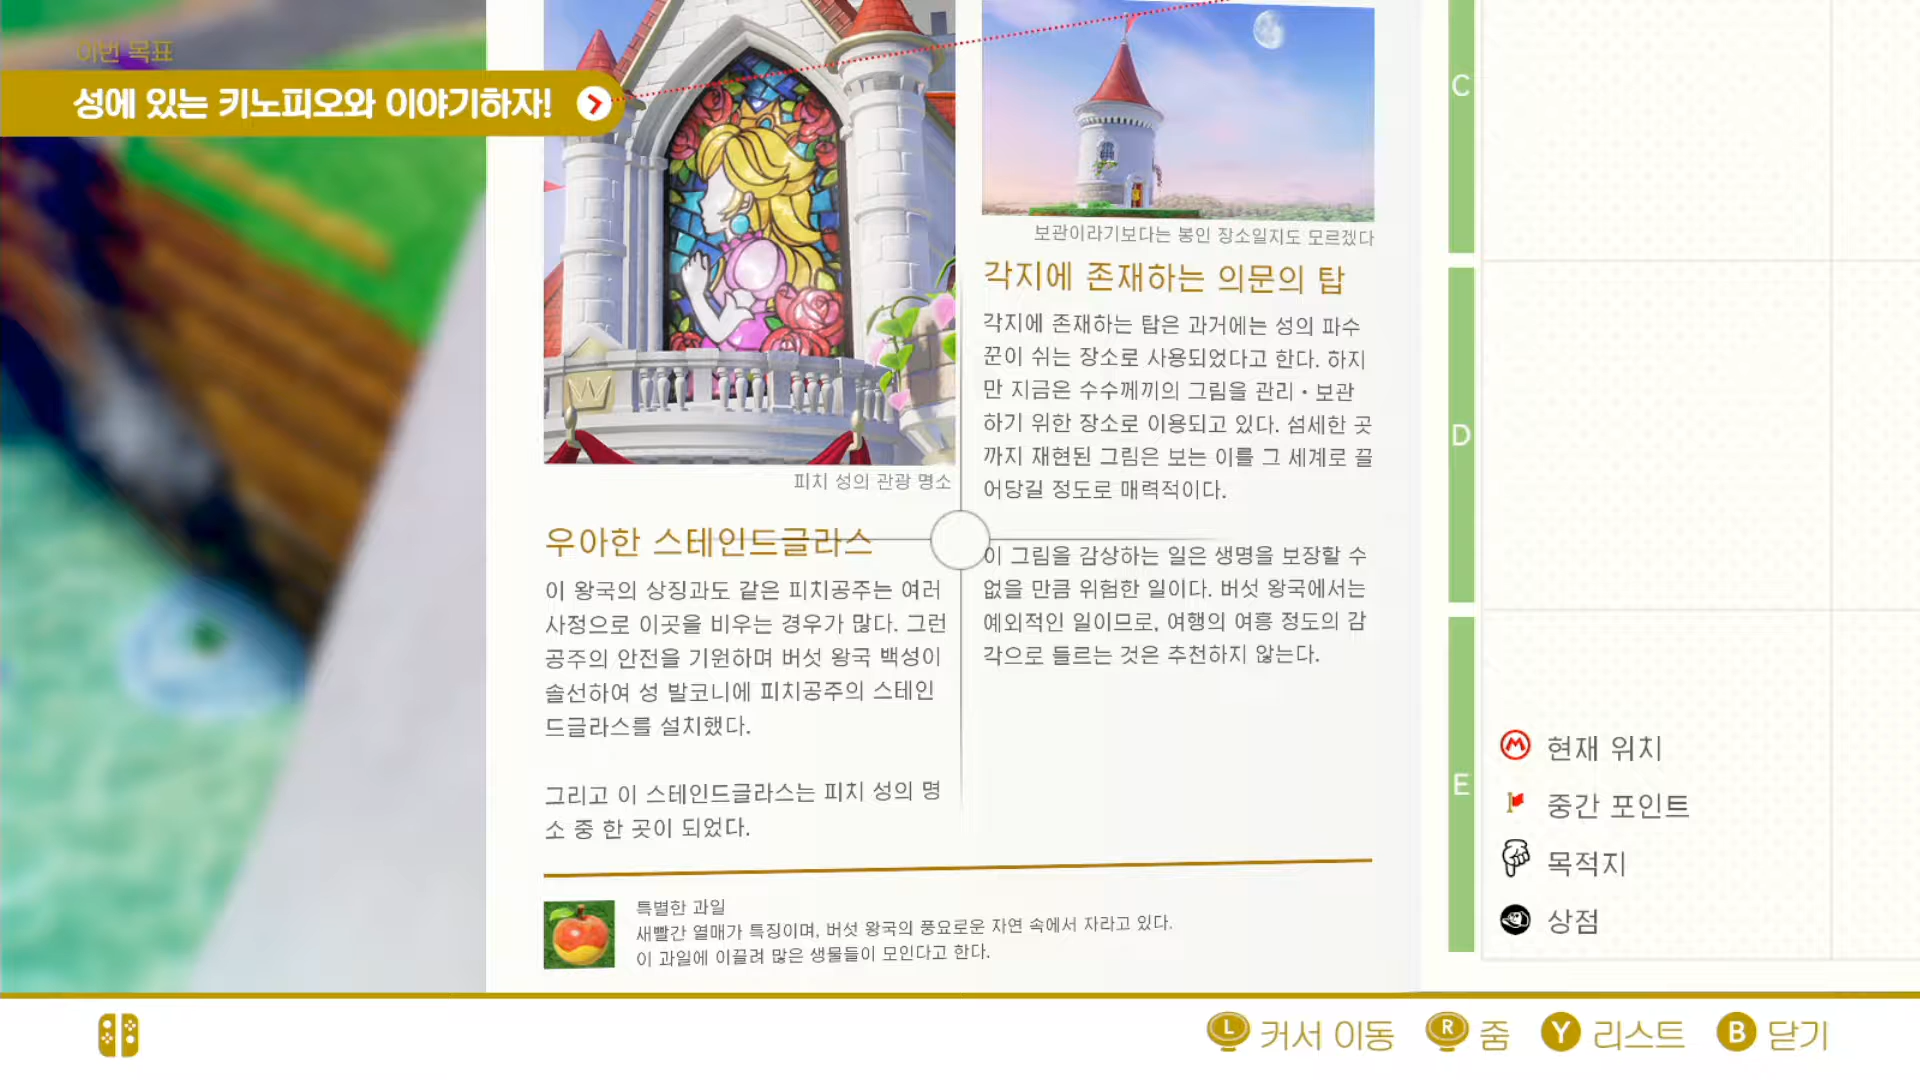 이번 목표
성에 있는 키노피오와 이야기하자!
피치 성의 관광 명소
우아한 스테인드글라스
이 왕국의 상징과도 같은 피치공주는 여러
사정으로 이곳을 비우는 경우가 많다. 그런
공주의 안전을 기원하며 버섯 왕국 백성이
솔선하여 성 발코니에 피치공주의 스테인
드글라스를 설치했다.
그리고 이 스테인드글라스는 피치 성의 명
소 중 한 곳이 되었다.
보관이라기보다는 봉인 장소일지도 모르겠다
각지에 존재하는 의문의 탑
각지에 존재하는 탑은 과거에는 성의 파수
꾼이 쉬는 장소로 사용되었다고 한다. 하지
만 지금은 수수께끼의 그림을 관리・보관
하기 위한 장소로 이용되고 있다. 섬세한 곳
까지 재현된 그림은 보는 이를 그 세계로 끌
어당길 정도로 매력적이다.
이 그림을 감상하는 일은 생명을 보장할 수
없을 만큼 위험한 일이다. 버섯 왕국에서는
예외적인 일이므로, 여행의 여흥 정도의 감
각으로 들르는 것은 추천하지 않는다.
특별한 과일
새빨간 열매가 특징이며, 버섯 왕국의 풍요로운 자연 속에서 자라고 있다.
이 과일에 이끌려 많은 생물들이 모인다고 한다.
C
D
E
현재 위치
중간 포인트
목적지
상점
L 커서 이동 R 줌 Y 리스트 B 닫기